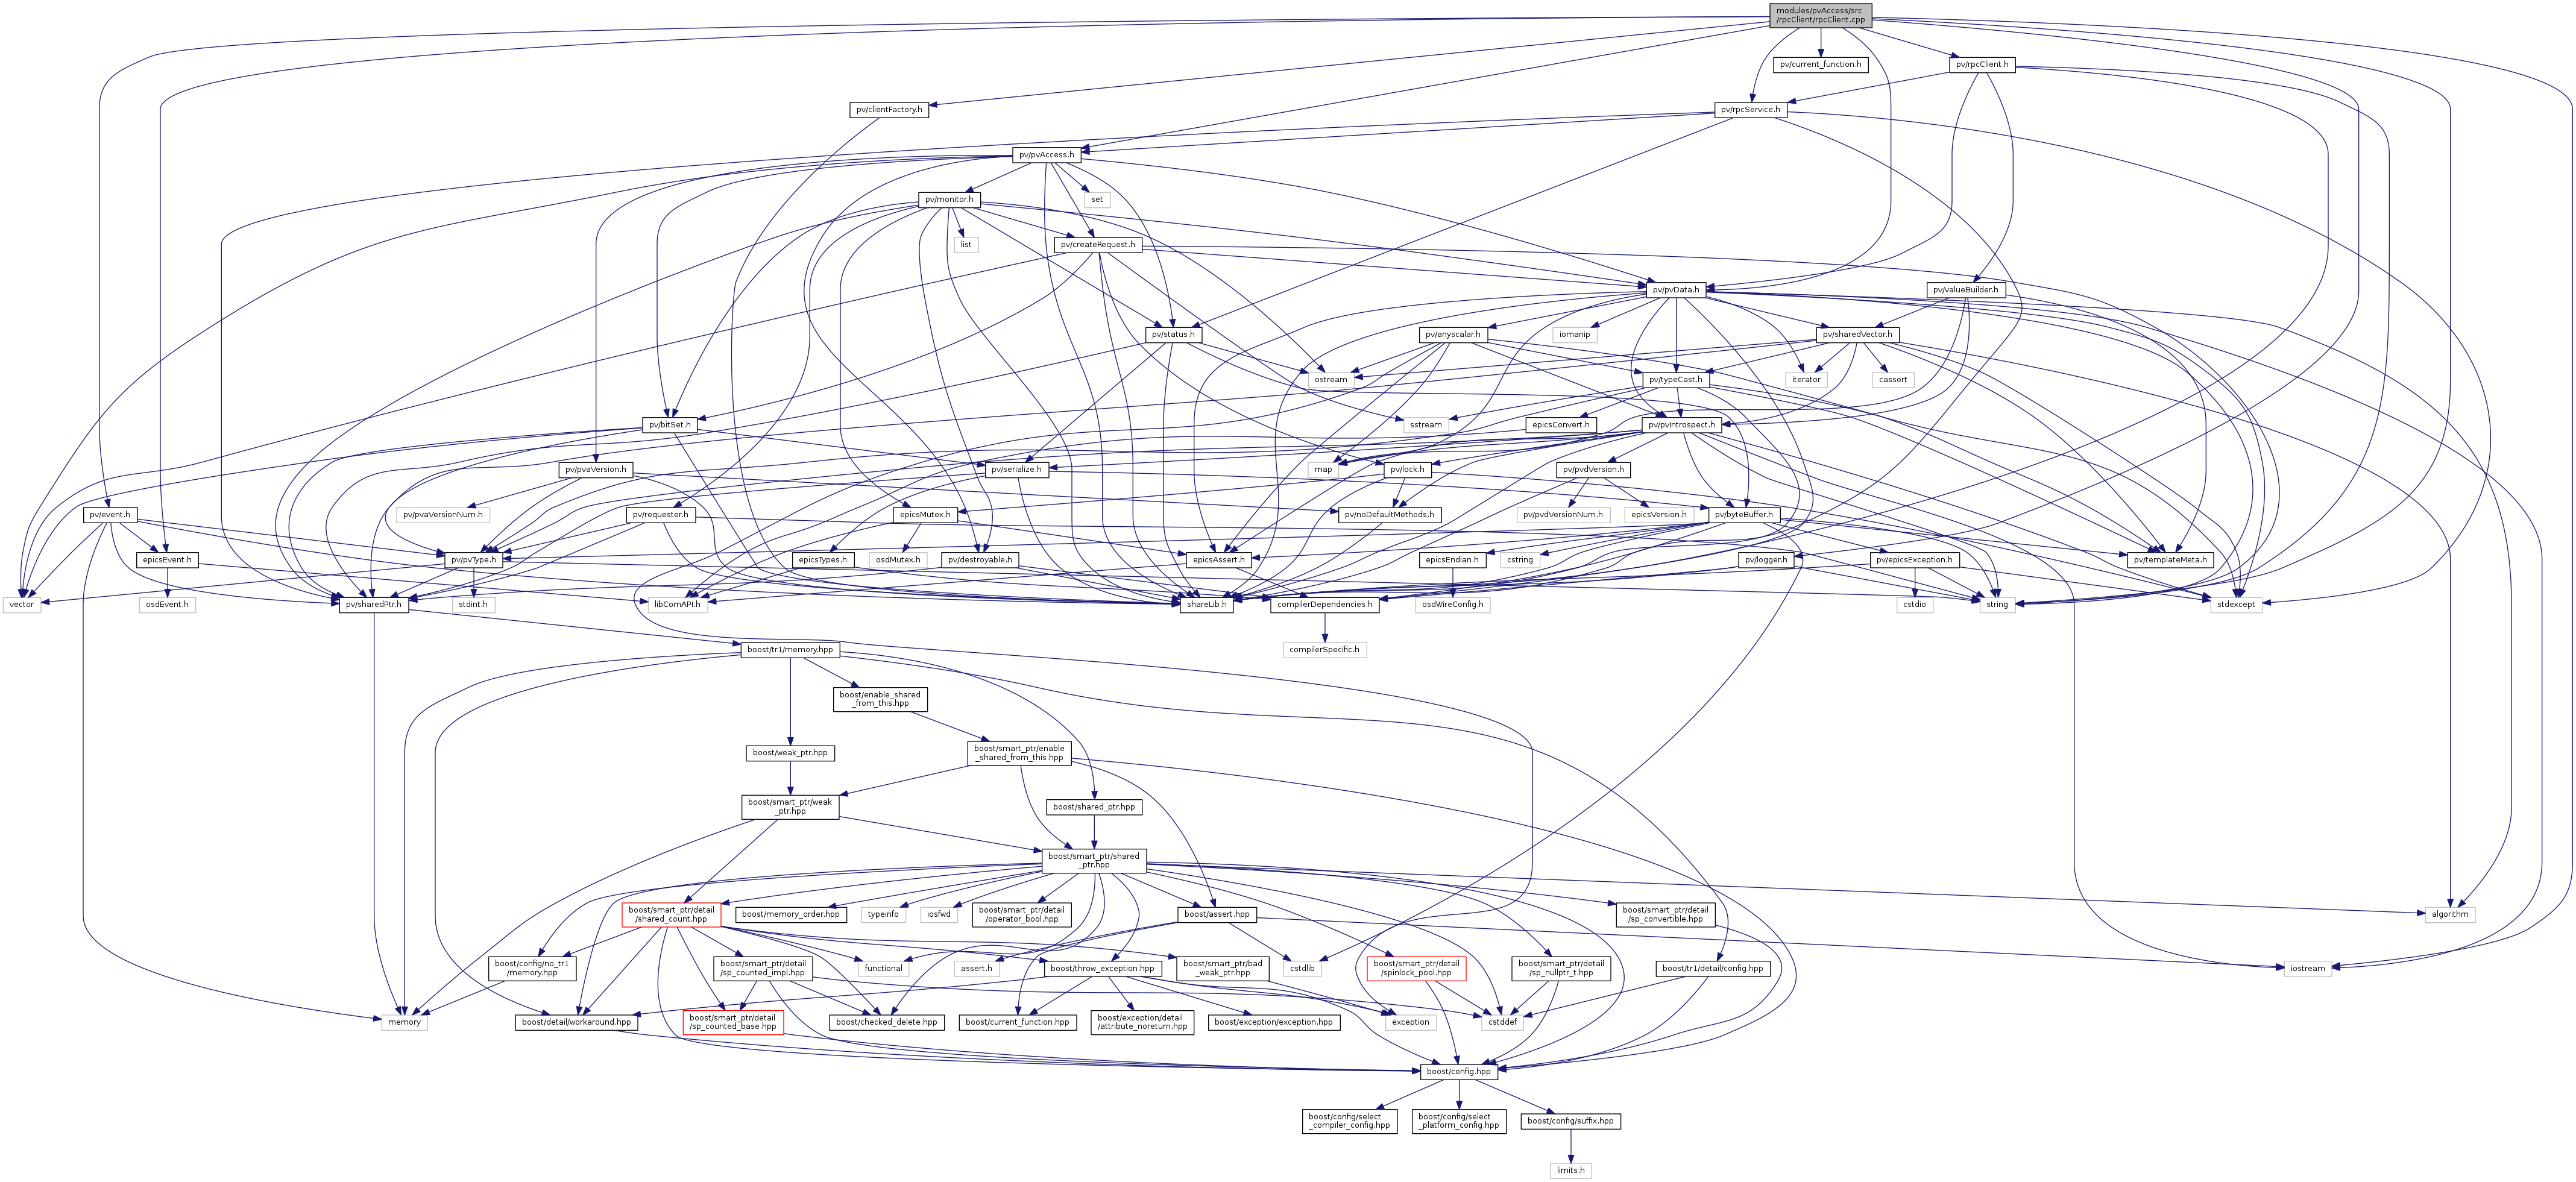 modules/pvAccess/src
/rpcClient/rpcClient.cpp
pv/current_function.h
pv/rpcClient.h
pv/clientFactory.h
pv/rpcService.h
pv/pvAccess.h
pv/monitor.h
set
list
pv/createRequest.h
pv/pvData.h
pv/valueBuilder.h
pv/status.h
pv/anyscalar.h
iomanip
pv/sharedVector.h
ostream
pv/typeCast.h
iterator
cassert
pv/bitSet.h
sstream
epicsConvert.h
pv/pvIntrospect.h
pv/pvaVersion.h
pv/serialize.h
map
pv/lock.h
pv/pvdVersion.h
pv/event.h
pv/pvaVersionNum.h
pv/requester.h
epicsMutex.h
pv/noDefaultMethods.h
pv/pvdVersionNum.h
epicsVersion.h
pv/byteBuffer.h
epicsEvent.h
pv/pvType.h
epicsTypes.h
osdMutex.h
pv/destroyable.h
epicsAssert.h
epicsEndian.h
cstring
pv/logger.h
pv/epicsException.h
pv/templateMeta.h
vector
osdEvent.h
pv/sharedPtr.h
stdint.h
libComAPI.h
shareLib.h
compilerDependencies.h
osdWireConfig.h
cstdio
string
stdexcept
boost/tr1/memory.hpp
compilerSpecific.h
boost/enable_shared
_from_this.hpp
boost/weak_ptr.hpp
boost/smart_ptr/enable
_shared_from_this.hpp
boost/smart_ptr/weak
_ptr.hpp
boost/shared_ptr.hpp
boost/smart_ptr/shared
_ptr.hpp
boost/smart_ptr/detail
/shared_count.hpp
boost/memory_order.hpp
typeinfo
iosfwd
boost/smart_ptr/detail
/operator_bool.hpp
boost/assert.hpp
boost/smart_ptr/detail
/sp_convertible.hpp
algorithm
boost/config/no_tr1
/memory.hpp
boost/smart_ptr/detail
/sp_counted_impl.hpp
functional
assert.h
boost/throw_exception.hpp
boost/smart_ptr/bad
_weak_ptr.hpp
cstdlib
boost/smart_ptr/detail
/spinlock_pool.hpp
boost/smart_ptr/detail
/sp_nullptr_t.hpp
boost/tr1/detail/config.hpp
iostream
memory
boost/detail/workaround.hpp
boost/smart_ptr/detail
/sp_counted_base.hpp
boost/checked_delete.hpp
boost/current_function.hpp
boost/exception/detail
/attribute_noreturn.hpp
boost/exception/exception.hpp
exception
cstddef
boost/config.hpp
boost/config/select
_compiler_config.hpp
boost/config/select
_platform_config.hpp
boost/config/suffix.hpp
limits.h